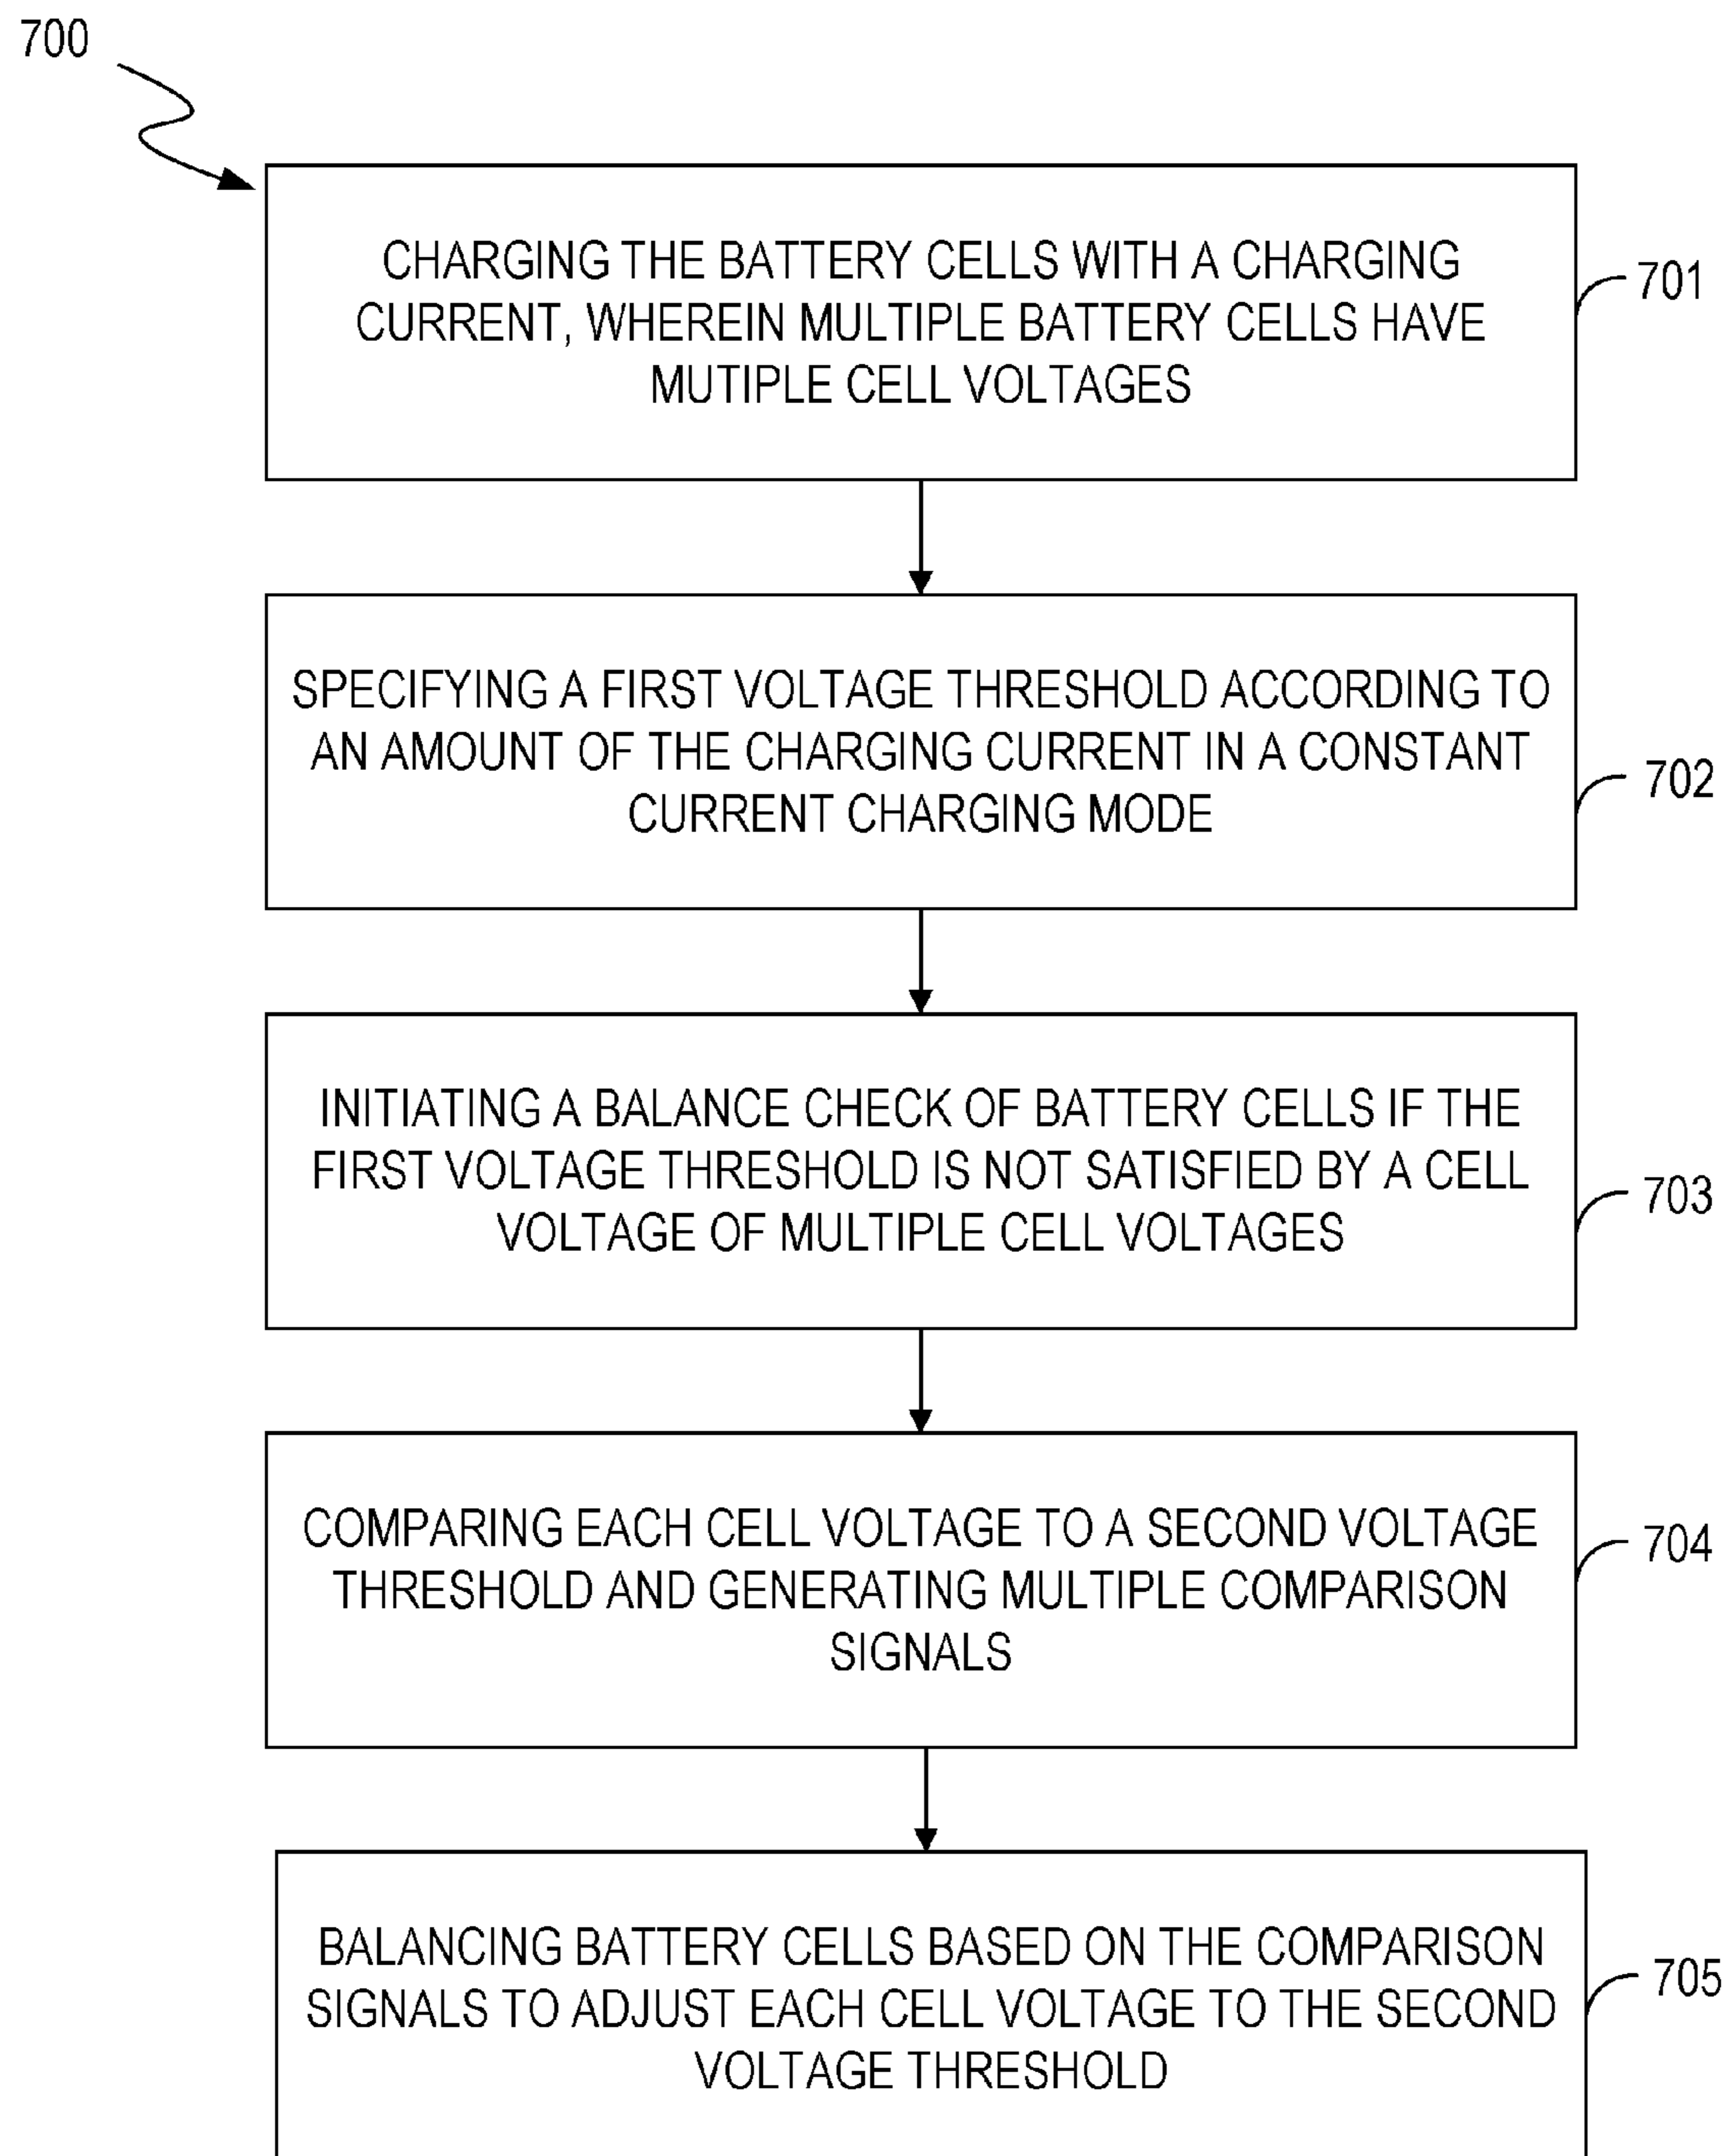 700
CHARGING THE BATTERY CELLS WITH A CHARGING
CURRENT, WHEREIN MULTIPLE BATTERY CELLS HAVE
MUTIPLE CELL VOLTAGES
701
SPECIFYING A FIRST VOLTAGE THRESHOLD ACCORDING TO
AN AMOUNT OF THE CHARGING CURRENT IN A CONSTANT
CURRENT CHARGING MODE
702
INITIATING A BALANCE CHECK OF BATTERY CELLS IF THE
FIRST VOLTAGE THRESHOLD IS NOT SATISFIED BY A CELL
VOLTAGE OF MULTIPLE CELL VOLTAGES
703
COMPARING EACH CELL VOLTAGE TO A SECOND VOLTAGE
THRESHOLD AND GENERATING MULTIPLE COMPARISON
SIGNALS
704
BALANCING BATTERY CELLS BASED ON THE COMPARISON
SIGNALS TO ADJUST EACH CELL VOLTAGE TO THE SECOND
VOLTAGE THRESHOLD
705